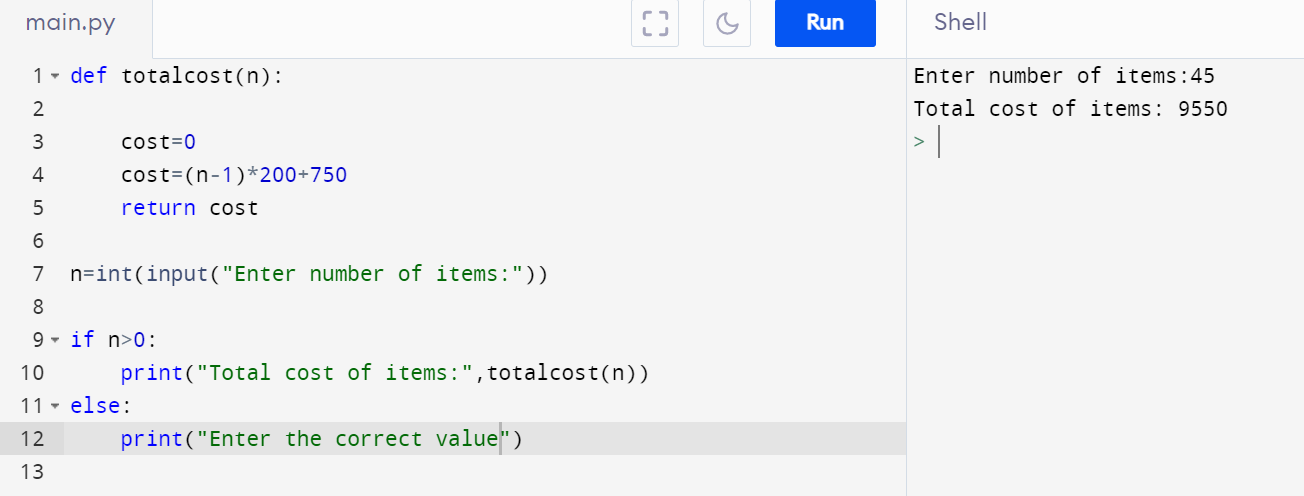 main.py
Run
Shell
1 def totalcost(n):
2
3     cost=0
4     cost=(n-1)*200+750
5     return cost
6
7 n=int(input("Enter number of items:"))
8
9 if n>0:
10     print("Total cost of items:",totalcost(n))
11 else:
12     print("Enter the correct value")
13
Enter number of items:45
Total cost of items: 9550
>